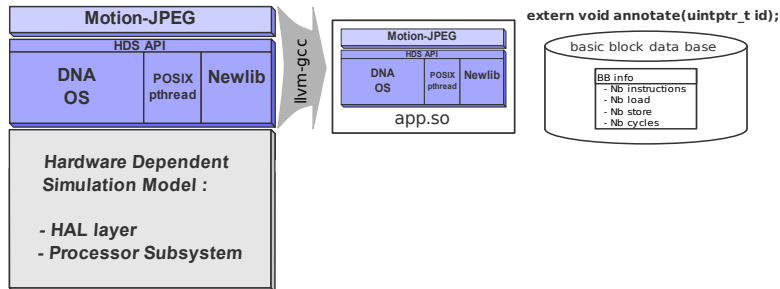 Motion-JPEG
HDS API
DNA
OS
POSIX
pthread
Newlib
Hardware Dependent
Simulation Model :
- HAL layer
- Processor Subsystem
llvm-gcc
Motion-JPEG
HDS API
DNA
OS
POSIX
pthread
Newlib
app.so
extern void annotate(uintptr_t id);
basic block data base
BB info
- Nb instructions
- Nb load
- Nb store
- Nb cycles